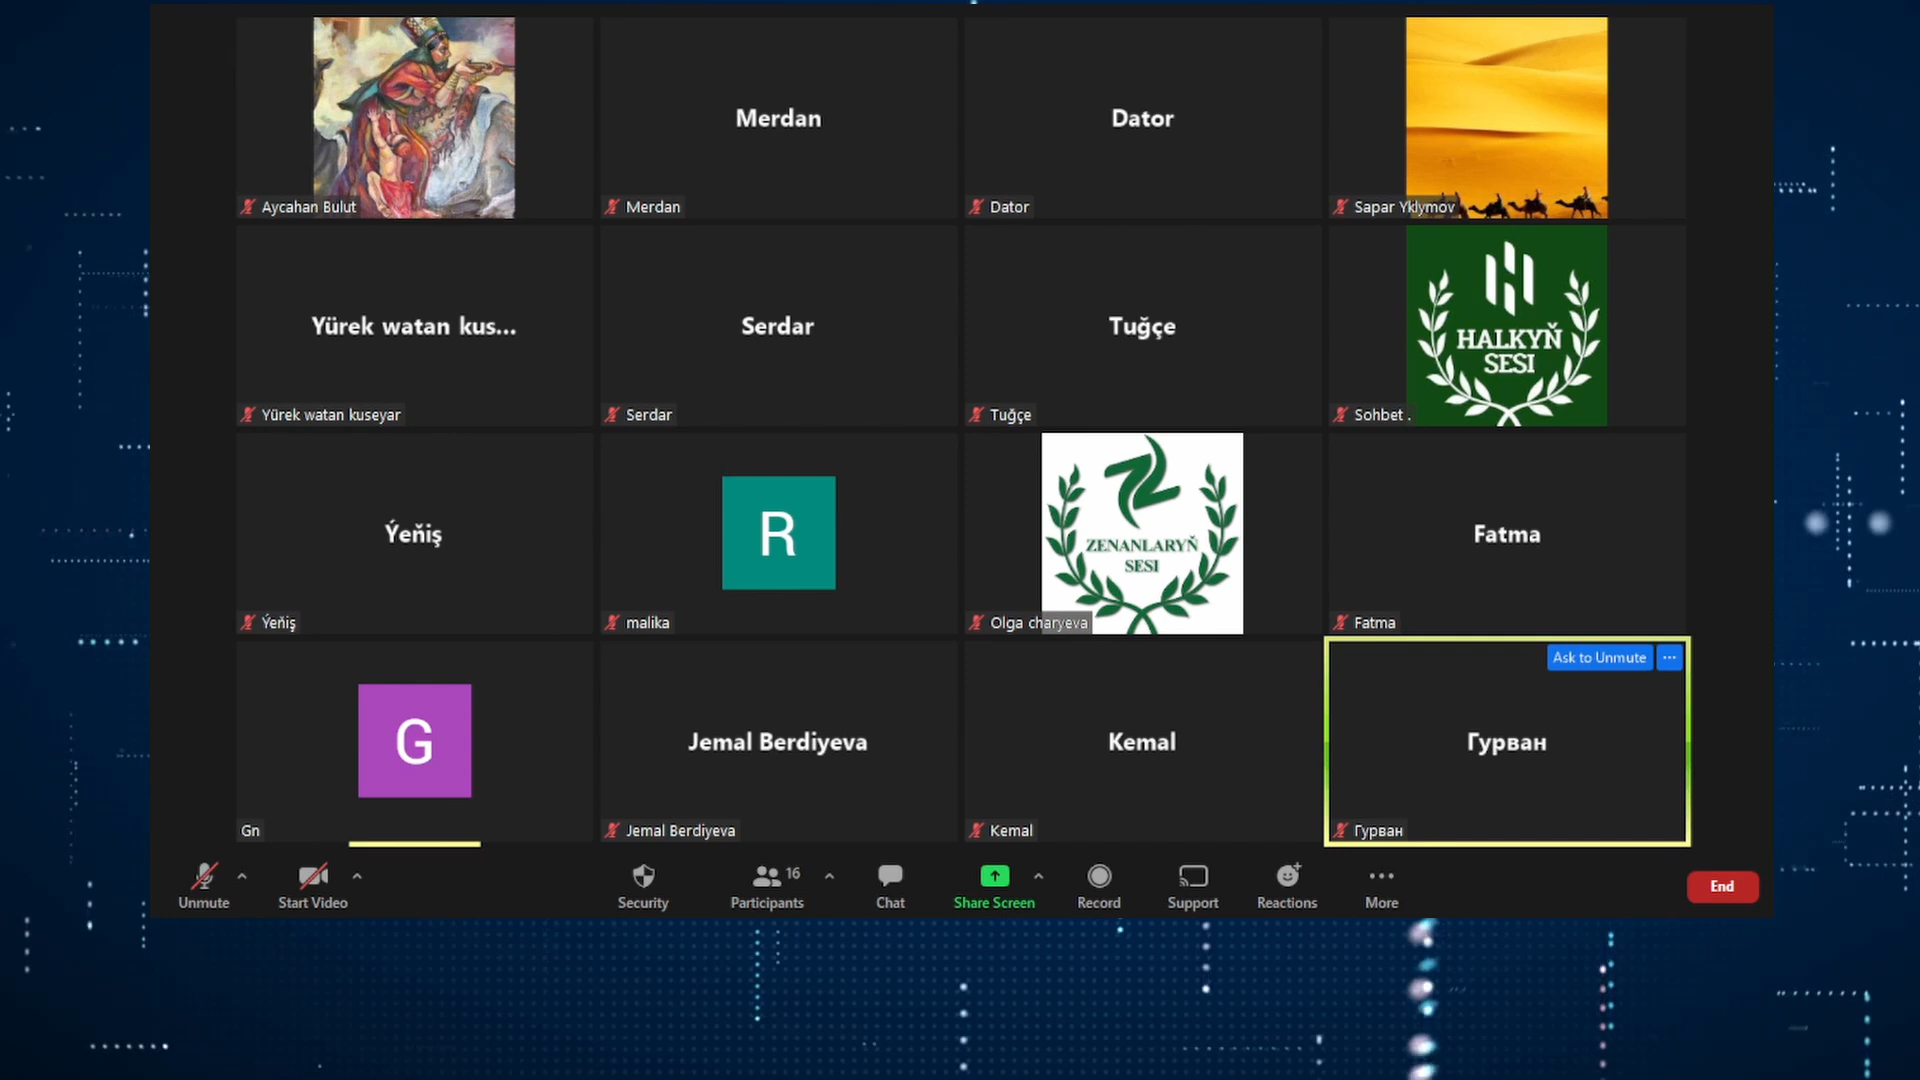 Aycahan Bulut
Merdan
Merdan
Dator
Dator
Sapar Yklymov
Yürek watan kus...
Yürek watan kuseyar
Serdar
Serdar
Tuğçe
Tuğçe
HALKYŇ
SESI
Sohbet .
Ýeňiş
Ýeňiş
R
malika
ZENANLARYŇ
SESI
Olga charyeva
Fatma
Fatma
G
Gn
Jemal Berdiyeva
Jemal Berdiyeva
Kemal
Kemal
Ask to Unmute ...
Гурван
Гурван
Unmute
Start Video
Security
16
Participants
Chat
Share Screen
Record
Support
Reactions
More
End